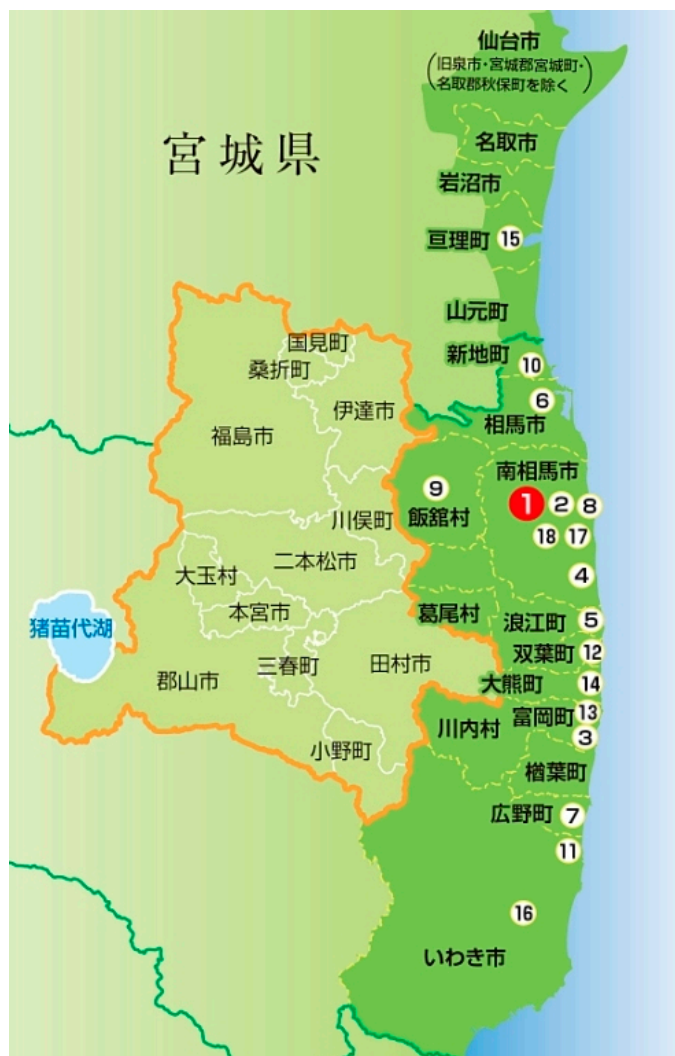 仙台市
(旧泉市・宮城郡宮城町・
名取郡秋保町を除く)
宮城県
名取市
岩沼市
亘理町 15
山元町
新地町
10
国見町
桑折町
6
伊達市
相馬市
福島市
南相馬市
9
1 2 8
飯舘村
川俣町
18 17
二本松市
大玉村
4
本宮市
葛尾村
浪江町 5
猪苗代湖
双葉町 12
三春町
田村市
郡山市
大熊町 14
富岡町 13
川内村
3
小野町
楢葉町
広野町 7
11
16
いわき市